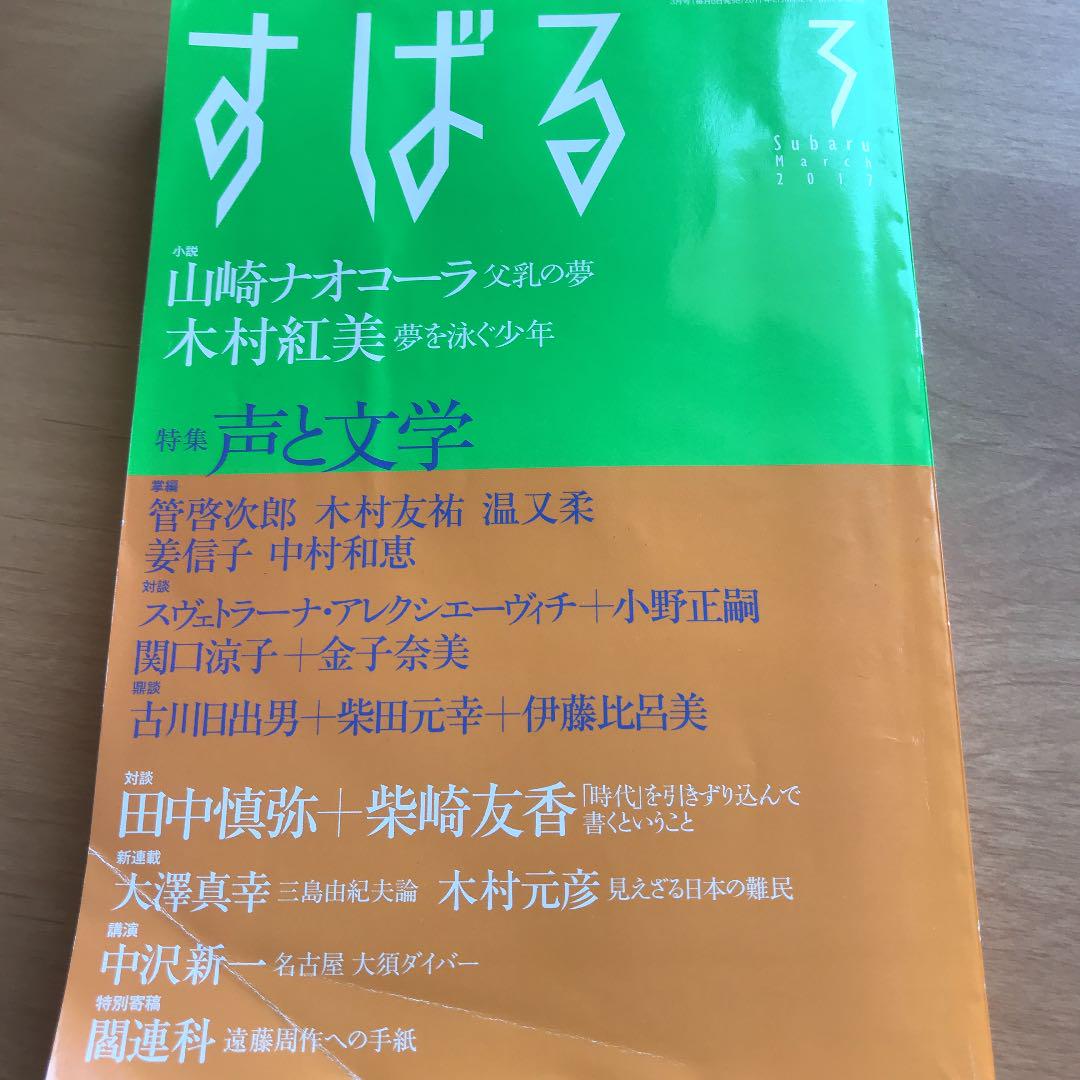 すばる
3
Subaru
March
2017
小説
山崎ナオコーラ 父乳の夢
木村紅美 夢を泳ぐ少年
特集 声と文学
掌編
管啓次郎 木村友祐 温又柔
姜信子 中村和恵
対談
スヴェトラーナ・アレクシエーヴィチ+小野正嗣
関口涼子+金子奈美
鼎談
古川日出男+柴田元幸+伊藤比呂美
対談
田中慎弥+柴崎友香 「時代」を引きずり込んで
書くということ
新連載
大澤真幸 三島由紀夫論 木村元彦 見えざる日本の難民
講演
中沢新一 名古屋 大須ダイバー
特別寄稿
閻連科 遠藤周作への手紙